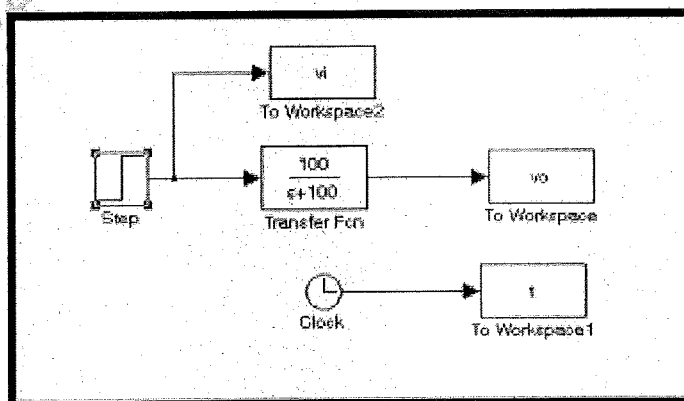 vi
To Workspace2
Step
100
s+100
Transfer Fcn
vo
To Workspace
Clock
t
To Workspace1